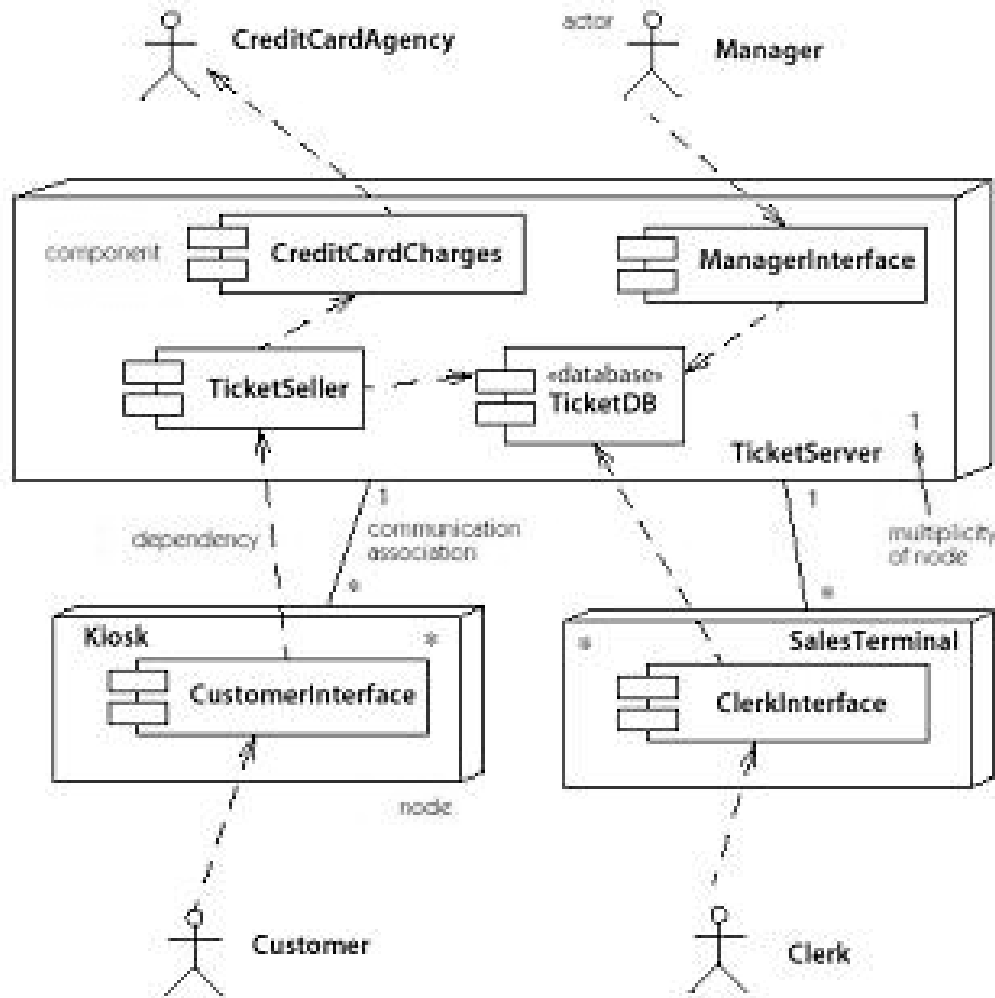 CreditCardAgency
actor
Manager
component
CreditCardCharges
ManagerInterface
TicketSeller
«database»
TicketDB
1
TicketServer
1
1
dependency
communication
association
multiplicity
of node
*
*
Kiosk
*
*
SalesTerminal
CustomerInterface
ClerkInterface
node
Customer
Clerk